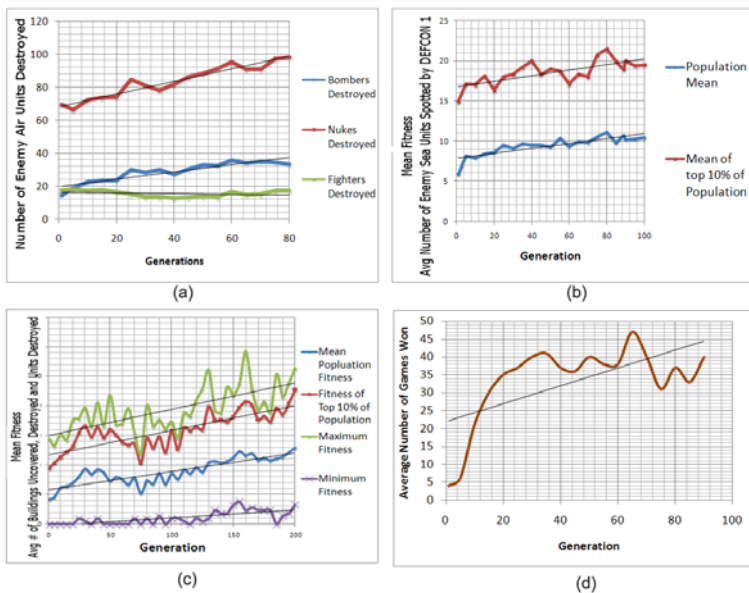 Number of Enemy Air Units Destroyed
120
100
80
60
40
20
0
0
20
40
60
80
Generations
Bombers
Destroyed
Nukes
Destroyed
Fighters
Destroyed
(a)
Mean Fitness
Avg Number of Enemy Sea Units Spotted by DEFCON 1
25
20
15
10
5
0
0
20
40
60
80
100
Generation
Population
Mean
Mean of
top 10% of
Population
(b)
Mean Fitness
Avg # of Buildings Uncovered, Destroyed and Units Destroyed
0
50
100
150
200
Generation
Mean
Popluation
Fitness
Fitness of
Top 10% of
Population
Maximum
Fitness
Minimum
Fitness
(c)
Average Number of Games Won
50
45
40
35
30
25
20
15
10
5
0
0
20
40
60
80
100
Generation
(d)